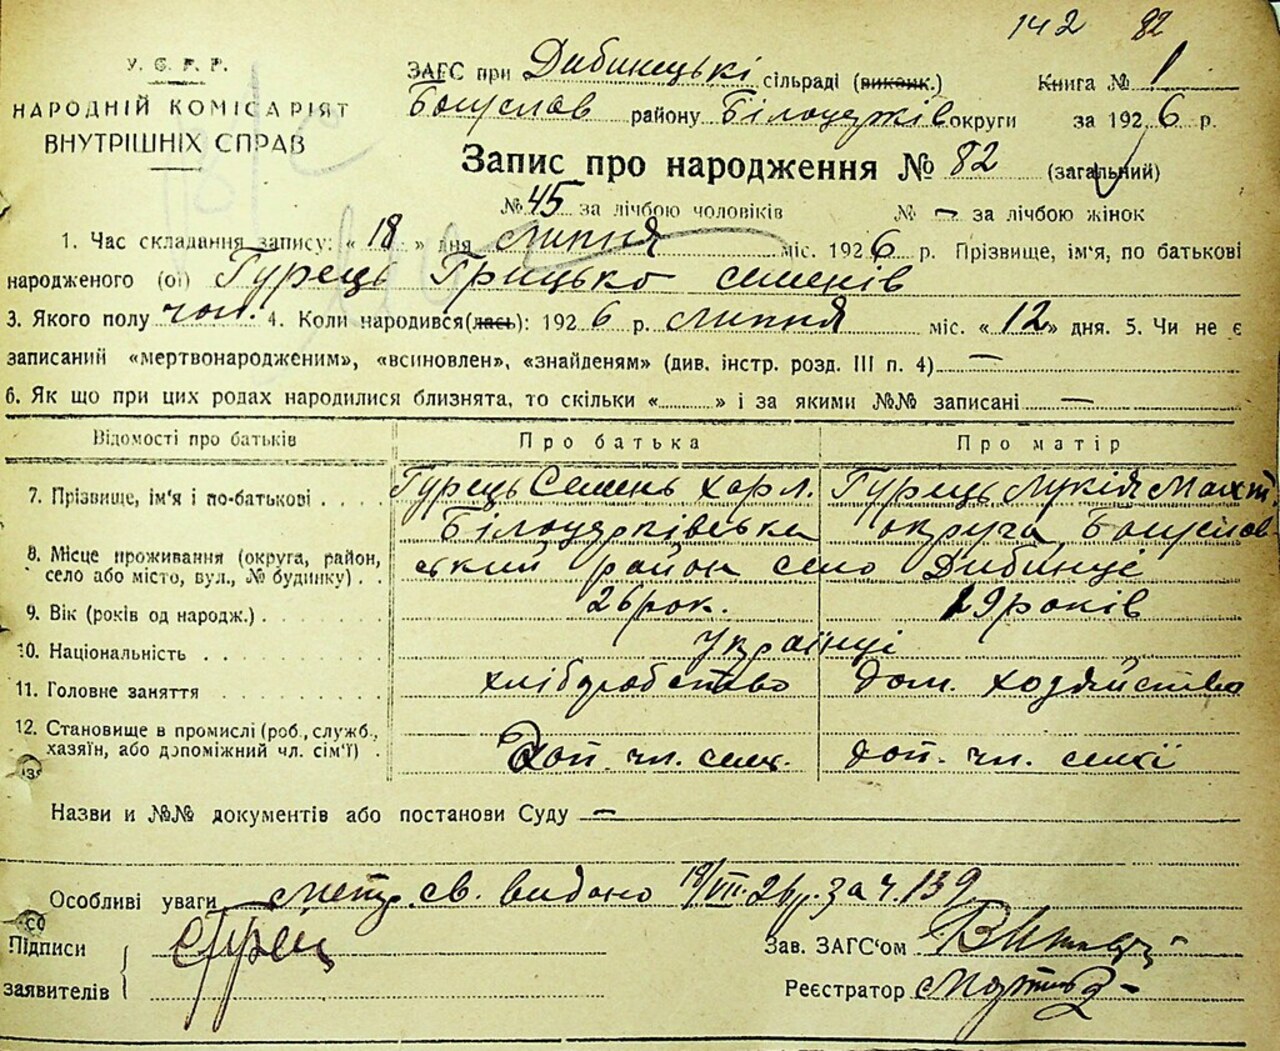 142 82
У. С. Р. Р.
НАРОДНІЙ КОМІСАРІЯТ
ВНУТРІШНІХ СПРАВ
ЗАГС при Дибинецькі сільраді (виконк.) Книга № 1
Богуслав району Білоцерків округи за 1926 р.
Запис про народження № 82 (загальний)
№ 45 за лічбою чоловіків № — за лічбою жінок
1. Час складання запису: « 18 » дня липня міс. 1926 р. Прізвище, ім'я, по батькові
народженого (ої) Гурець Грицько Семенів
3. Якого полу чол. 4. Коли народився(лась): 1926 р. липня міс. « 12 » дня. 5. Чи не є
записаний «мертвонародженим», «всиновлен», «знайденям» (див. інстр. розд. III п. 4) —
6. Як що при цих родах народилися близнята, то скільки « » і за якими №№ записані —
Відомості про батьків Про батька Про матір
7. Прізвище, ім'я і по-батькові Гурець Семень Харл. Гурець Лукія
Білоцерківська округа Богуслов-
8. Місце проживання (округа, район,
село або місто, вул., № будинку) ський район село Дибинці
9. Вік (років од народж.) 26 рок. 29 років
10. Національність Українці
11. Головне заняття хліборобство дом. хозяйство
12. Становище в промислі (роб., служб.,
хазяїн, або допоміжний чл. сім'ї) доп. чл. сем. доп. чл. семі
Назви и №№ документів або постанови Суду —
Особливі уваги метр. св. видано 19/VII-26 р. за ч. 139
Підписи Зав. ЗАГС'ом
заявителів Реєстратор